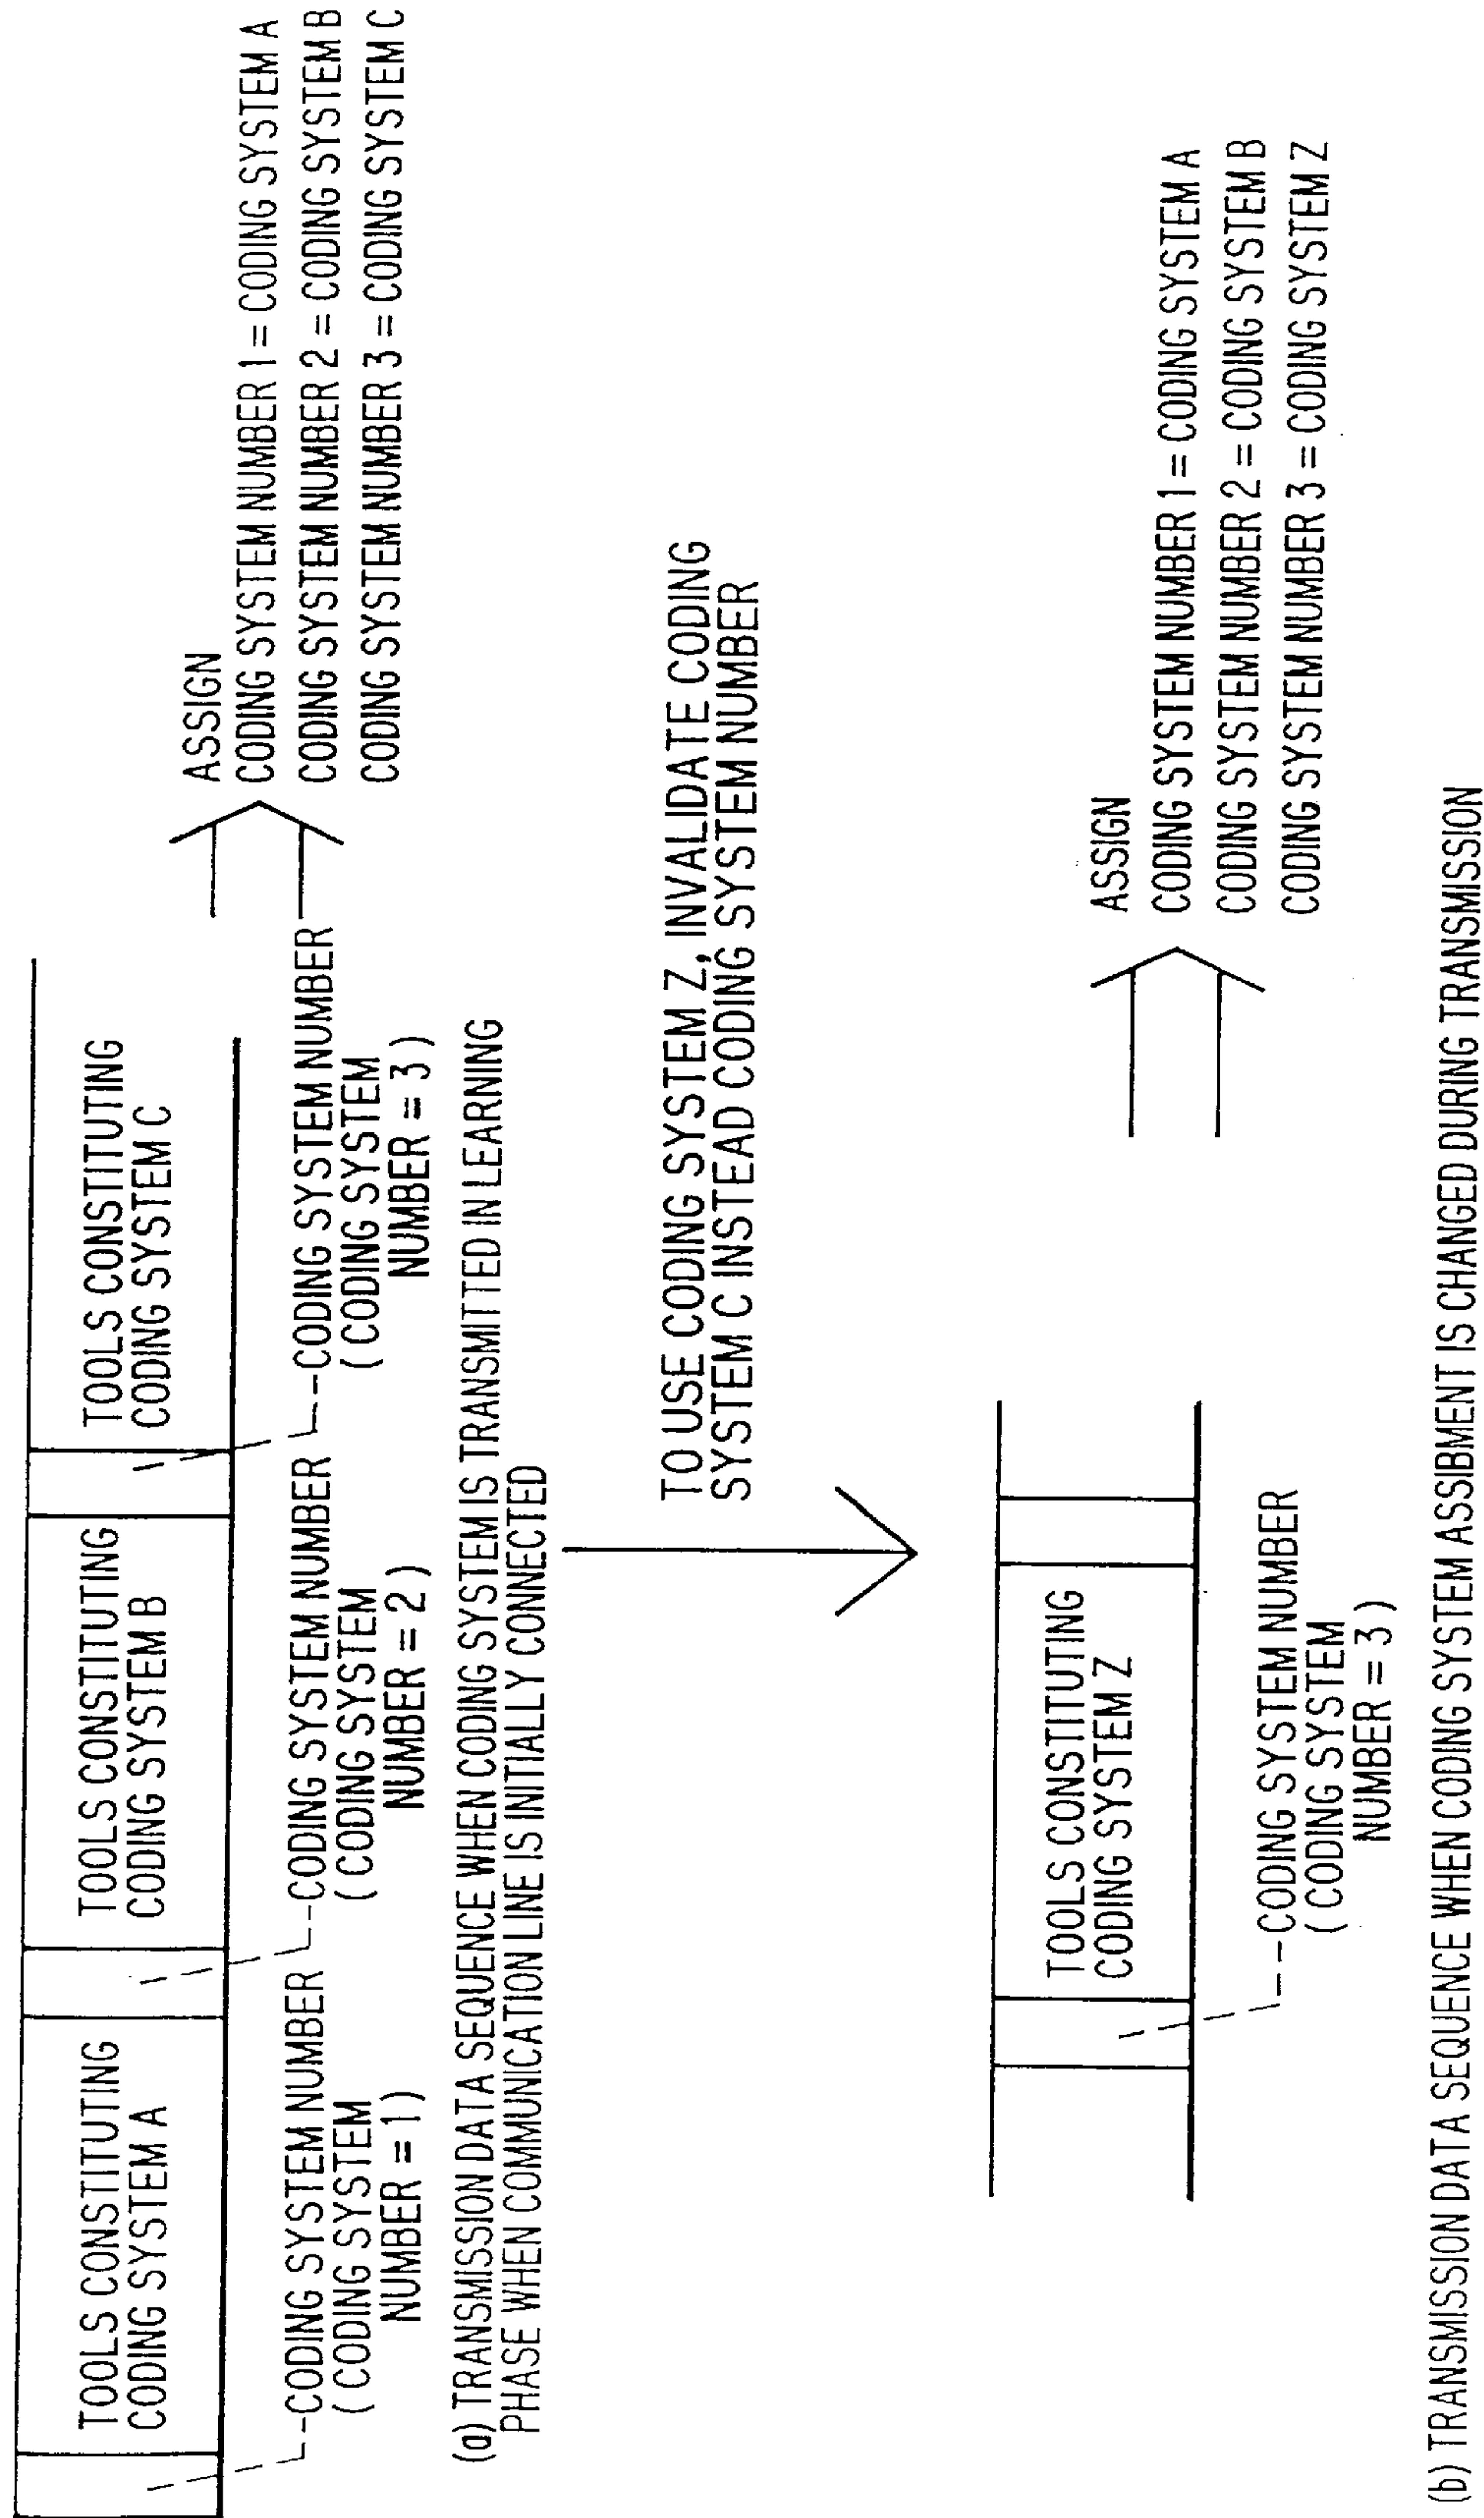 TOOLS CONSTITUTING
CODING SYSTEM A
TOOLS CONSTITUTING
CODING SYSTEM B
TOOLS CONSTITUTING
CODING SYSTEM C
CODING SYSTEM NUMBER
(CODING SYSTEM
NUMBER = 1)
CODING SYSTEM NUMBER
(CODING SYSTEM
NUMBER = 2)
CODING SYSTEM NUMBER
(CODING SYSTEM
NUMBER = 3)
ASSIGN
CODING SYSTEM NUMBER 1 = CODING SYSTEM A
CODING SYSTEM NUMBER 2 = CODING SYSTEM B
CODING SYSTEM NUMBER 3 = CODING SYSTEM C
(a) TRANSMISSION DATA SEQUENCE WHEN CODING SYSTEM IS TRANSMITTED IN LEARNING
PHASE WHEN COMMUNICATION LINE IS INITIALLY CONNECTED
TO USE CODING SYSTEM Z, INVALIDATE CODING
SYSTEM C INSTEAD CODING SYSTEM NUMBER
TOOLS CONSTITUTING
CODING SYSTEM Z
CODING SYSTEM NUMBER
(CODING SYSTEM
NUMBER = 3)
ASSIGN
CODING SYSTEM NUMBER 1 = CODING SYSTEM A
CODING SYSTEM NUMBER 2 = CODING SYSTEM B
CODING SYSTEM NUMBER 3 = CODING SYSTEM Z
(b) TRANSMISSION DATA SEQUENCE WHEN CODING SYSTEM ASSIBMENT IS CHANGED DURING TRANSMISSION